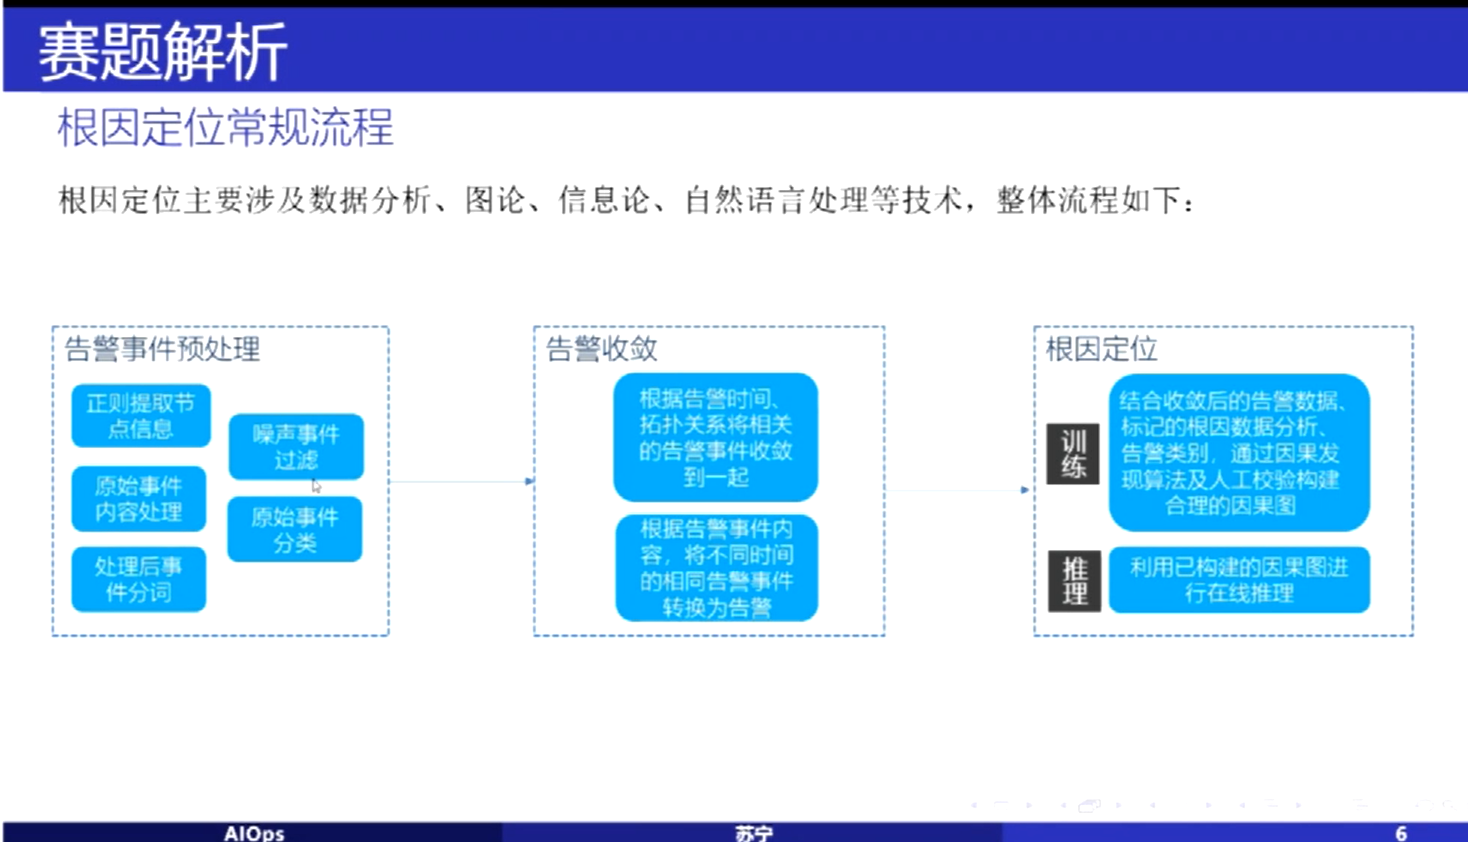 赛题解析
根因定位常规流程
根因定位主要涉及数据分析、图论、信息论、自然语言处理等技术，整体流程如下：
告警事件预处理
正则提取节
点信息
原始事件
内容处理
处理后事
件分词
噪声事件
过滤
原始事件
分类
告警收敛
根据告警时间、
拓扑关系将相关
的告警事件收敛
到一起
根据告警事件内
容，将不同时间
的相同告警事件
转换为告警
根因定位
训
练
结合收敛后的告警数据、
标记的根因数据分析、
告警类别，通过因果发
现算法及人工校验构建
合理的因果图
推
理
利用已构建的因果图进
行在线推理
AIOps
苏宁
6